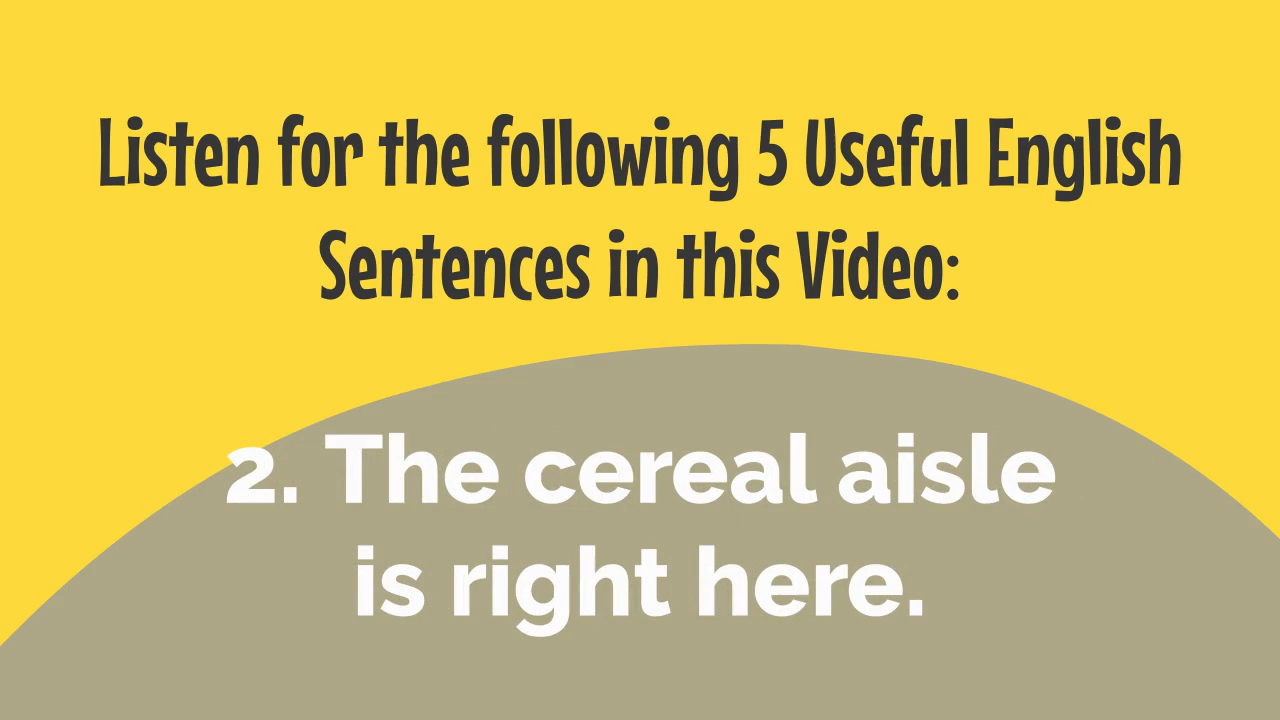 Listen for the following 5 Useful English
Sentences in this Video:
2. The cereal aisle
is right here.